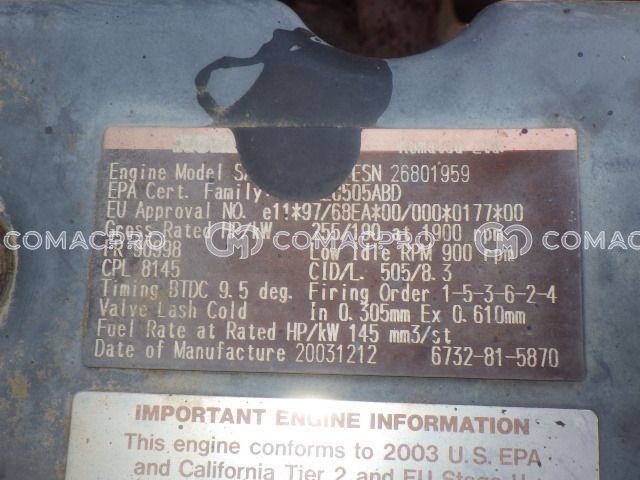 Komatsu Ltd
Engine Model SA ESN 26801959
EPA Cert. Family C505ABD
EU Approval NO. e11*97/68EA*00/000*0177*00
Gross Rated HP/kW 255/190 at 1900 rpm
FR 90998 Low Idle RPM 900 rpm
CPL 8145 CID/L. 505/8.3
Timing BTDC 9.5 deg. Firing Order 1-5-3-6-2-4
Valve Lash Cold In 0.305mm Ex 0.610mm
Fuel Rate at Rated HP/kW 145 mm3/st
Date of Manufacture 20031212 6732-81-5870
COMACPRO COMACPRO COMACPRO
IMPORTANT ENGINE INFORMATION
This engine conforms to 2003 U.S. EPA
and California Tier 2 and EU Stage II